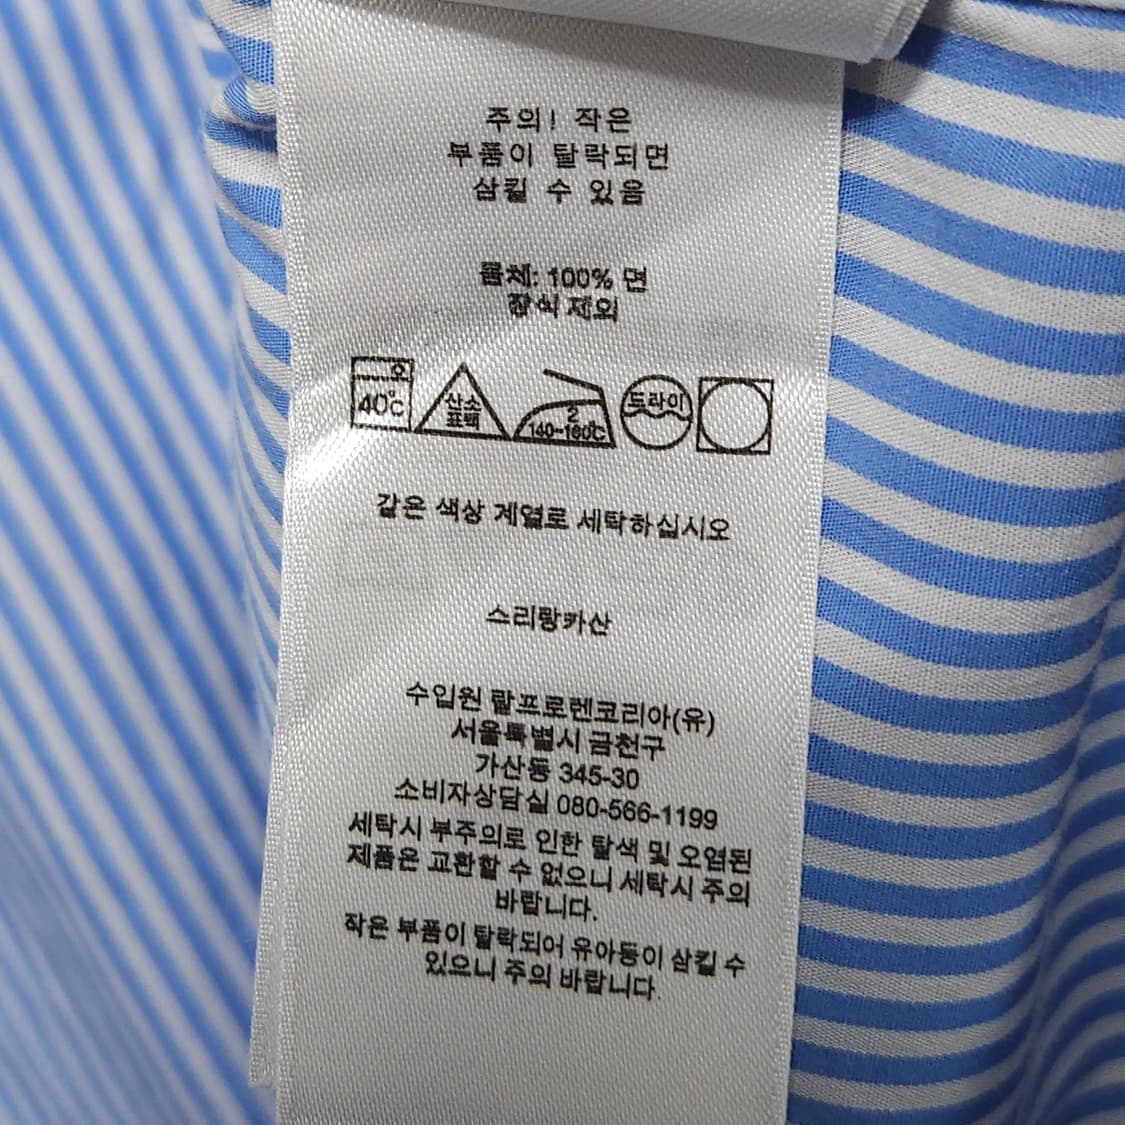 주의! 작은
부품이 탈락되면
삼킬 수 있음
몸체: 100% 면
장식 제외
40℃ 산소 2 드라이
표백 140~160℃
같은 색상 계열로 세탁하십시오
스리랑카산
수입원 랄프로렌코리아(유)
서울특별시 금천구
가산동 345-30
소비자상담실 080-566-1199
세탁시 부주의로 인한 탈색 및 오염된
제품은 교환할 수 없으니 세탁시 주의
바랍니다.
작은 부품이 탈락되어 유아등이 삼킬 수
있으니 주의 바랍니다.